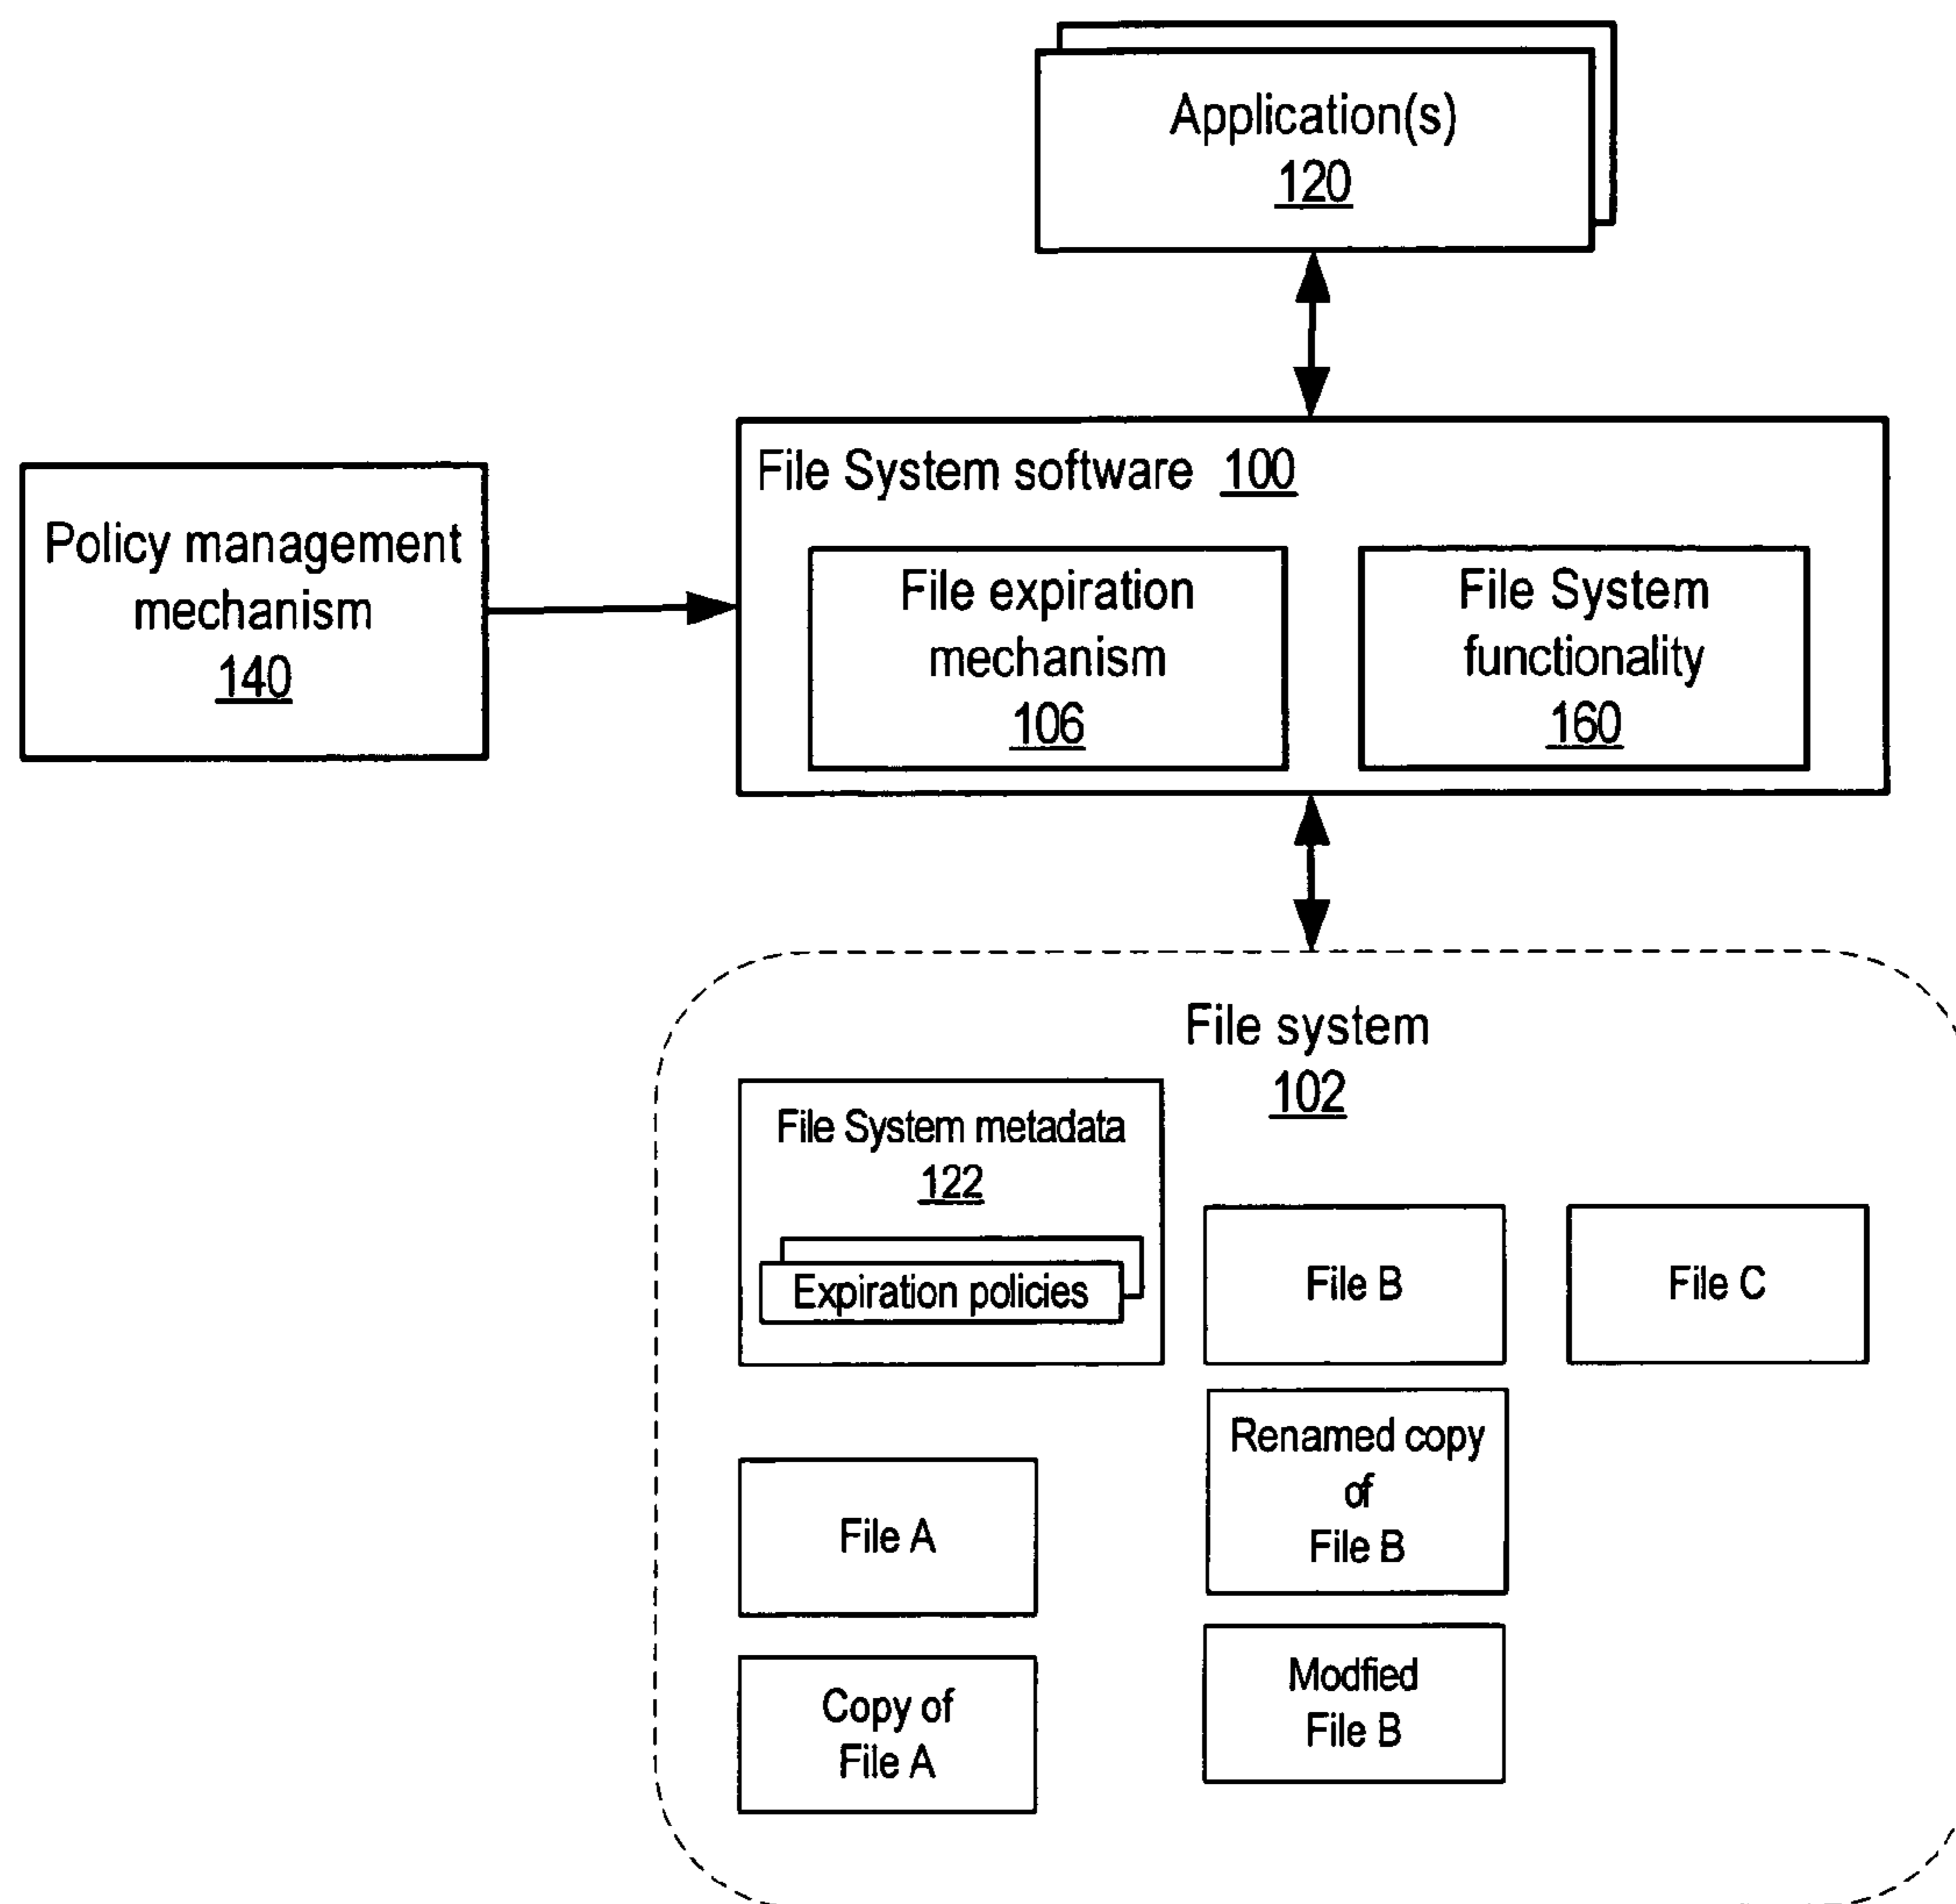 Application(s)
120
File System software 100
Policy management
mechanism
140
File expiration
mechanism
106
File System
functionality
160
File system
102
File System metadata
122
Expiration policies
File B
File C
Renamed copy
of
File B
File A
Modfied
File B
Copy of
File A